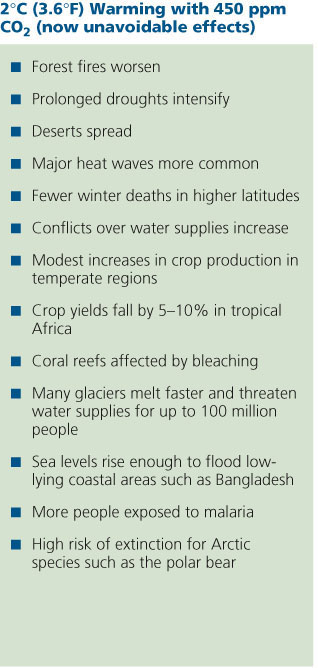 2°C (3.6°F) Warming with 450 ppm
CO₂ (now unavoidable effects)
■ Forest fires worsen
■ Prolonged droughts intensify
■ Deserts spread
■ Major heat waves more common
■ Fewer winter deaths in higher latitudes
■ Conflicts over water supplies increase
■ Modest increases in crop production in
temperate regions
■ Crop yields fall by 5–10% in tropical
Africa
■ Coral reefs affected by bleaching
■ Many glaciers melt faster and threaten
water supplies for up to 100 million
people
■ Sea levels rise enough to flood low-
lying coastal areas such as Bangladesh
■ More people exposed to malaria
■ High risk of extinction for Arctic
species such as the polar bear